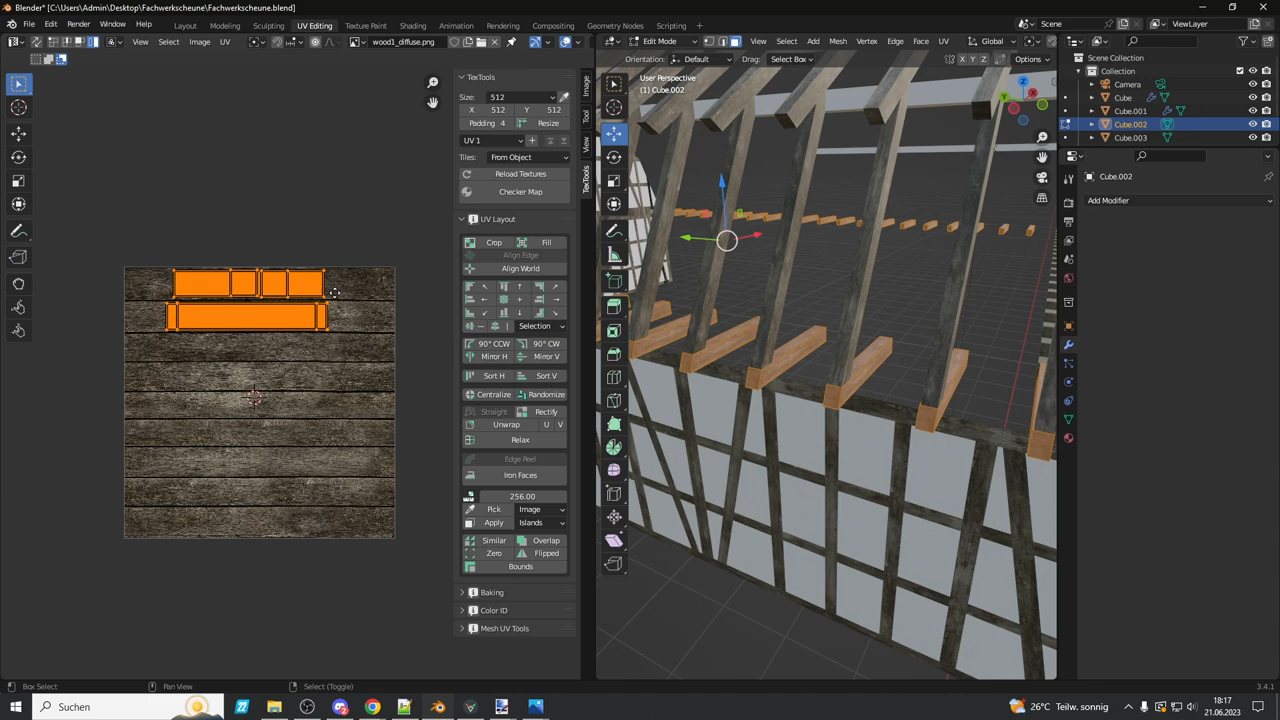 Blender* [C:\Users\Admin\Desktop\Fachwerkscheune\Fachwerkscheune.blend]
File Edit Render Window Help Layout Modeling Sculpting UV Editing Texture Paint Shading Animation Rendering Compositing Geometry Nodes Scripting Scene ViewLayer
View Select Image UV wood1_diffuse.png Edit Mode View Select Add Mesh Vertex Edge Face UV Global
Orientation: Default Drag: Select Box X Y Z Options
User Perspective
(1) Cube.002
Scene Collection
Collection
Camera
Cube
Cube.001
Cube.002
Cube.003
Cube.002
Add Modifier
TexTools
Size: 512
X 512 Y 512
Padding 4 Resize
UV 1
Tiles: From Object
Reload Textures
Checker Map
UV Layout
Crop Fill
Align Edge
Align World
Selection
90° CCW 90° CW
Mirror H Mirror V
Sort H Sort V
Centralize Randomize
Straight Rectify
Unwrap U V
Relax
Edge Peel
Iron Faces
256.00
Pick Image
Apply Islands
Similar Overlap
Zero Flipped
Bounds
Baking
Color ID
Mesh UV Tools
Image
Tool
View
TexTools
Z
Y
X
Box Select Pan View Select (Toggle) 3.4.1
Suchen 26°C Teilw. sonnig 18:17
21.06.2023